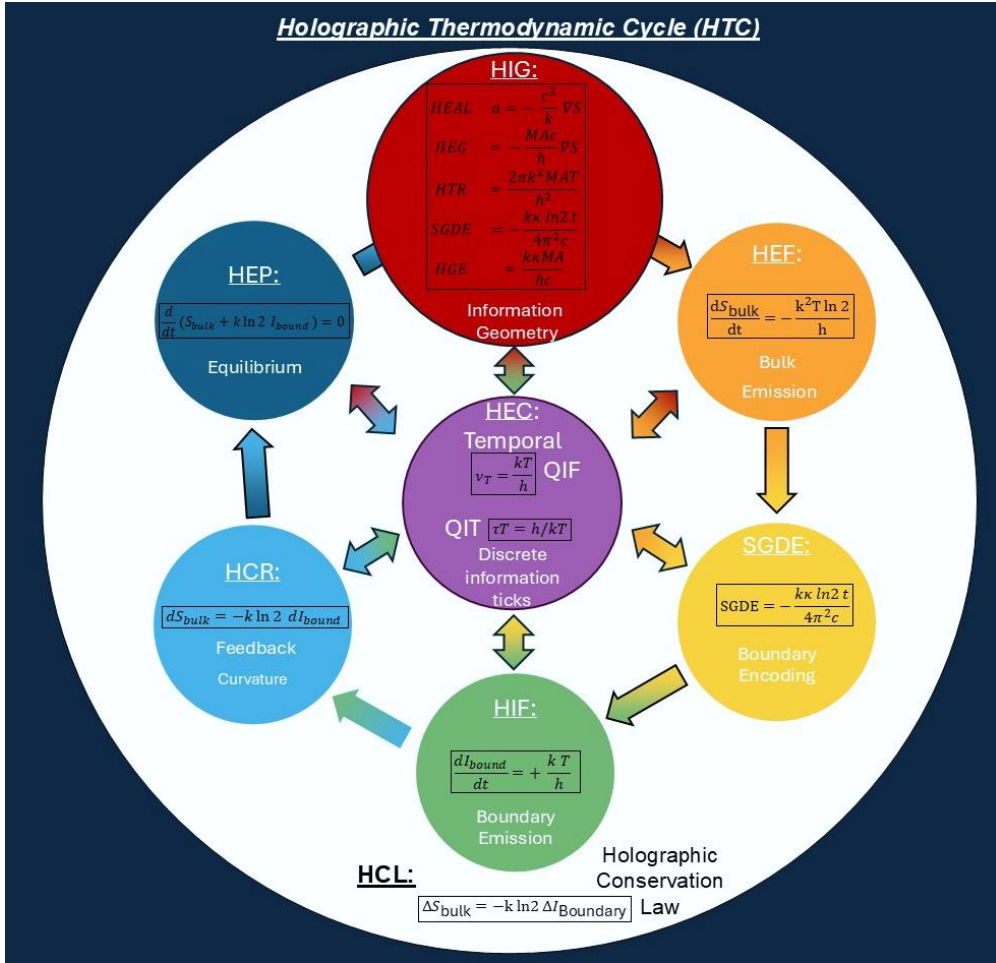 Holographic Thermodynamic Cycle (HTC)
HIG:
HEAL a = − c²/k ∇S
HEG = − MAc/h ∇S
HTR = 2πk²MAT/h²
SGDE = − kκ ln2 t/4π²c
HGE = kκMA/hc
Information
Geometry
HEF:
dS_bulk/dt = − k²T ln 2/h
Bulk
Emission
SGDE:
SGDE = − kκ ln2 t/4π²c
Boundary
Encoding
HIF:
dI_bound/dt = + k T/h
Boundary
Emission
HCR:
dS_bulk = −k ln 2 dI_bound
Feedback
Curvature
HEP:
d/dt (S_bulk + k ln 2 I_bound) = 0
Equilibrium
HEC:
Temporal
ν_T = kT/h QIF
QIT τT = h/kT
Discrete
information
ticks
HCL:
Holographic
Conservation
Law
ΔS_bulk = −k ln2 ΔI_Boundary